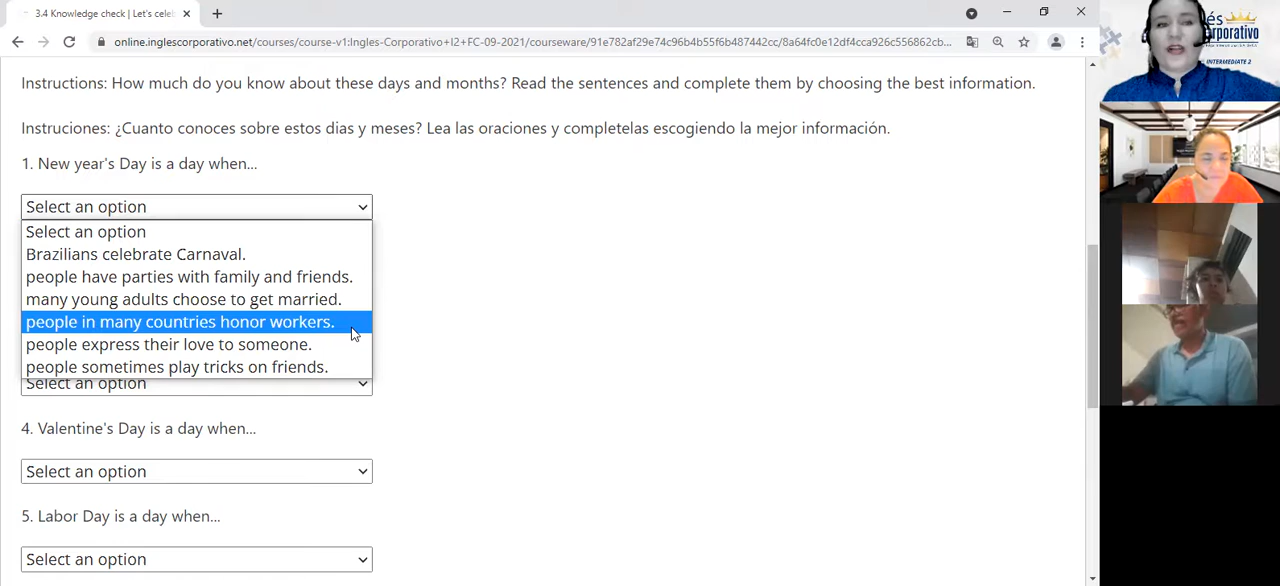 3.4 Knowledge check | Let's celeb
online.inglescorporativo.net/courses/course-v1:Ingles-Corporativo+I2+FC-09-2021/courseware/91e782af29e74c96b4b55f6b487442cc/8a64fc0e12df4cca926c556862cb...
Instructions: How much do you know about these days and months? Read the sentences and complete them by choosing the best information.
Instruciones: ¿Cuanto conoces sobre estos dias y meses? Lea las oraciones y completelas escogiendo la mejor información.
1. New year's Day is a day when...
Select an option
Select an option
Brazilians celebrate Carnaval.
people have parties with family and friends.
many young adults choose to get married.
people in many countries honor workers.
people express their love to someone.
people sometimes play tricks on friends.
Select an option
4. Valentine's Day is a day when...
Select an option
5. Labor Day is a day when...
Select an option
és
rporativo
INTERMEDIATE 2